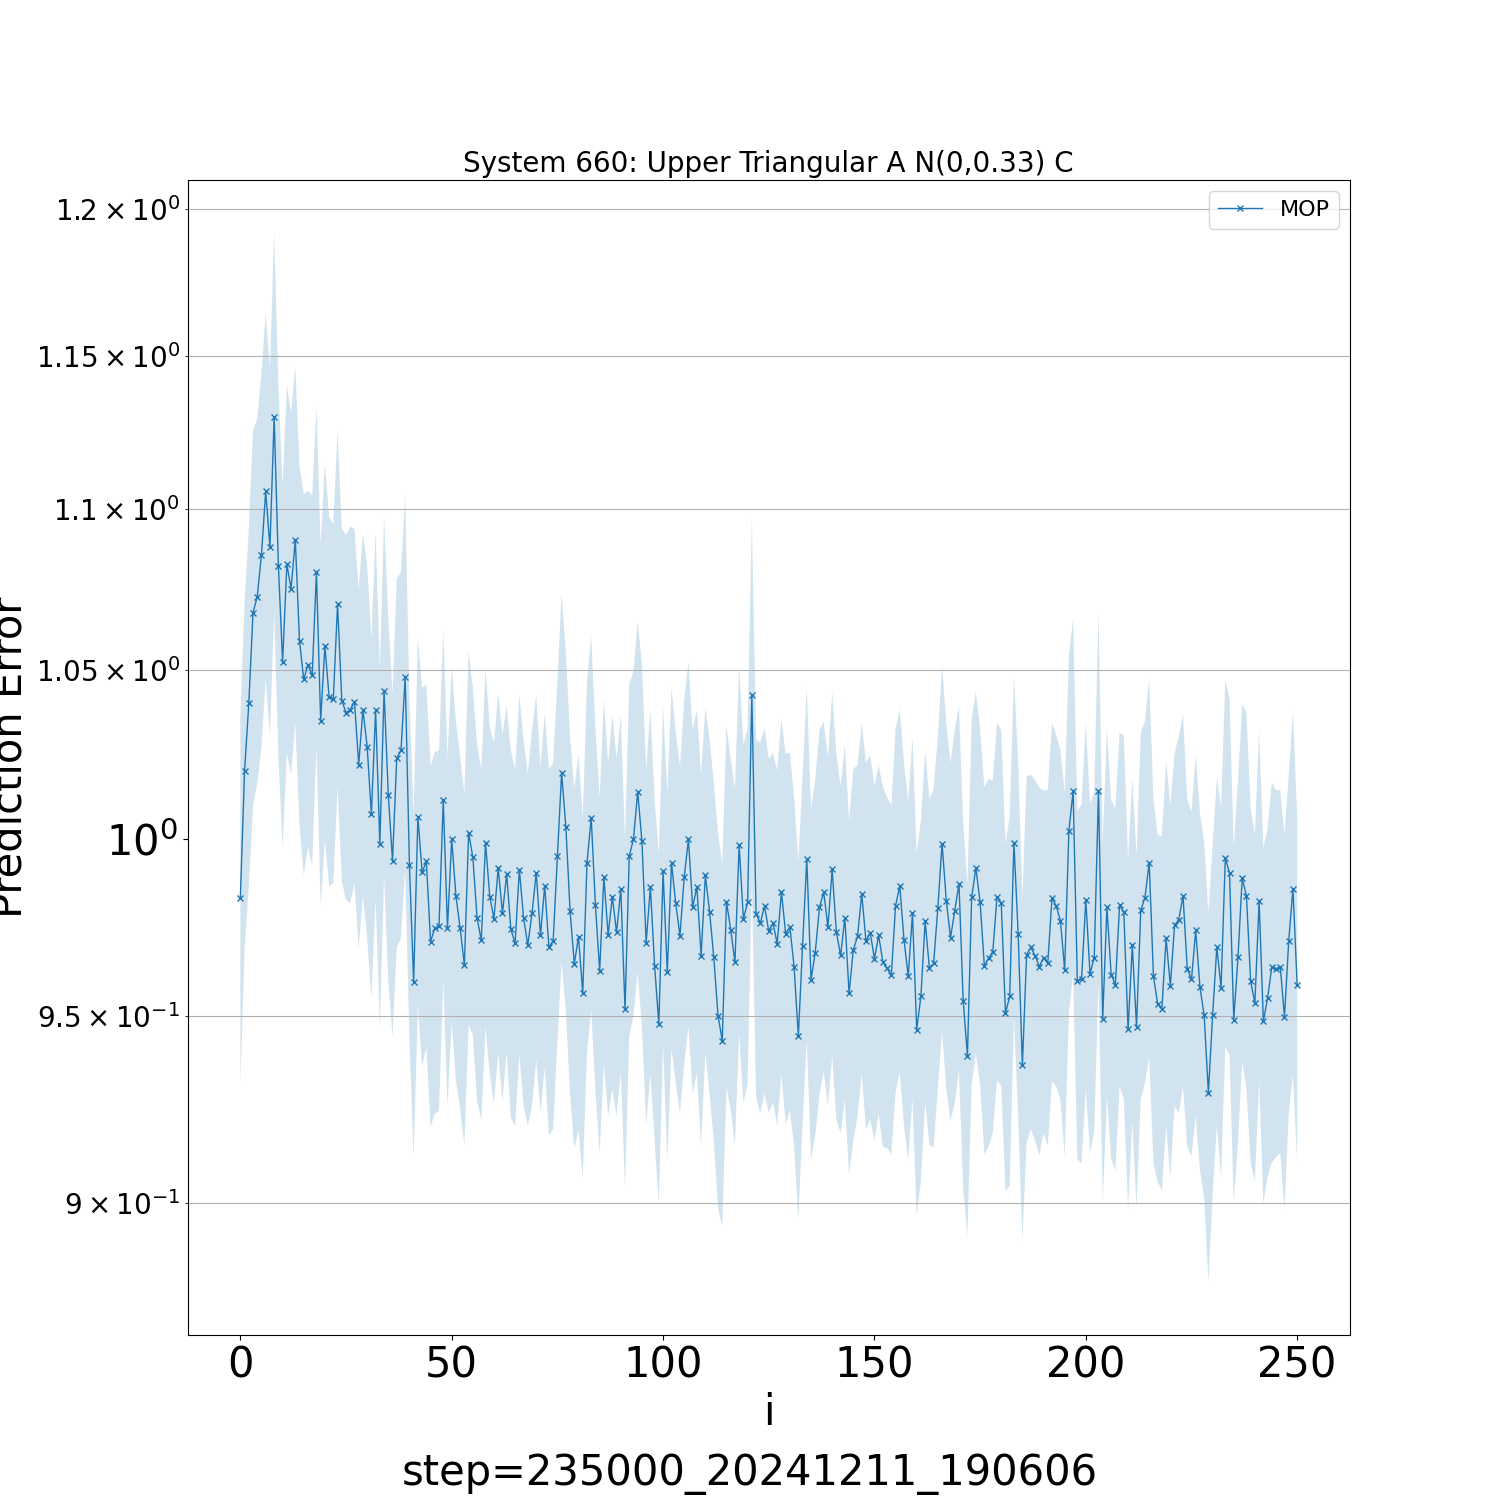 System 660: Upper Triangular A N(0,0.33) C
MOP
1.2 × 10⁰
1.15 × 10⁰
1.1 × 10⁰
1.05 × 10⁰
10⁰
9.5 × 10⁻¹
9 × 10⁻¹
Prediction Error
0 50 100 150 200 250
i
step=235000_20241211_190606